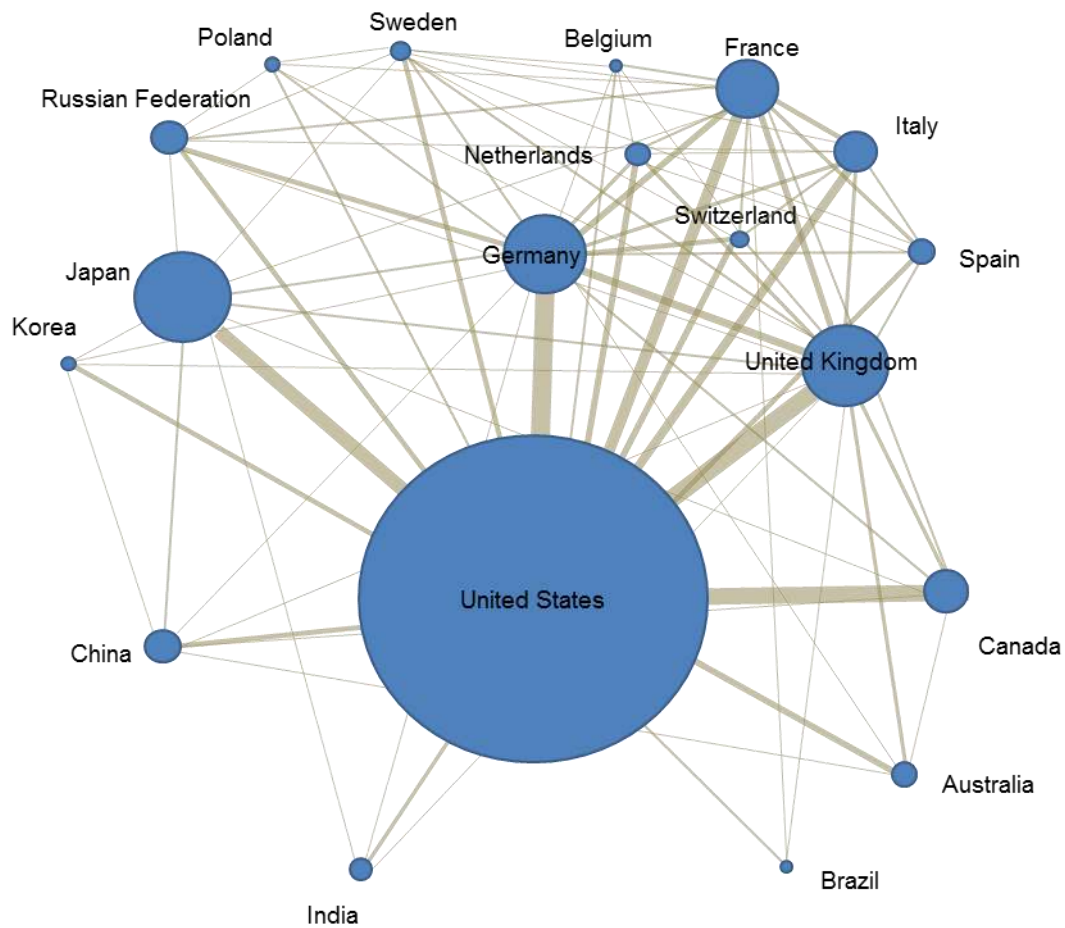 Sweden
Poland
Belgium
France
Russian Federation
Italy
Netherlands
Switzerland
Germany
Spain
Japan
Korea
United Kingdom
United States
Canada
China
Australia
Brazil
India